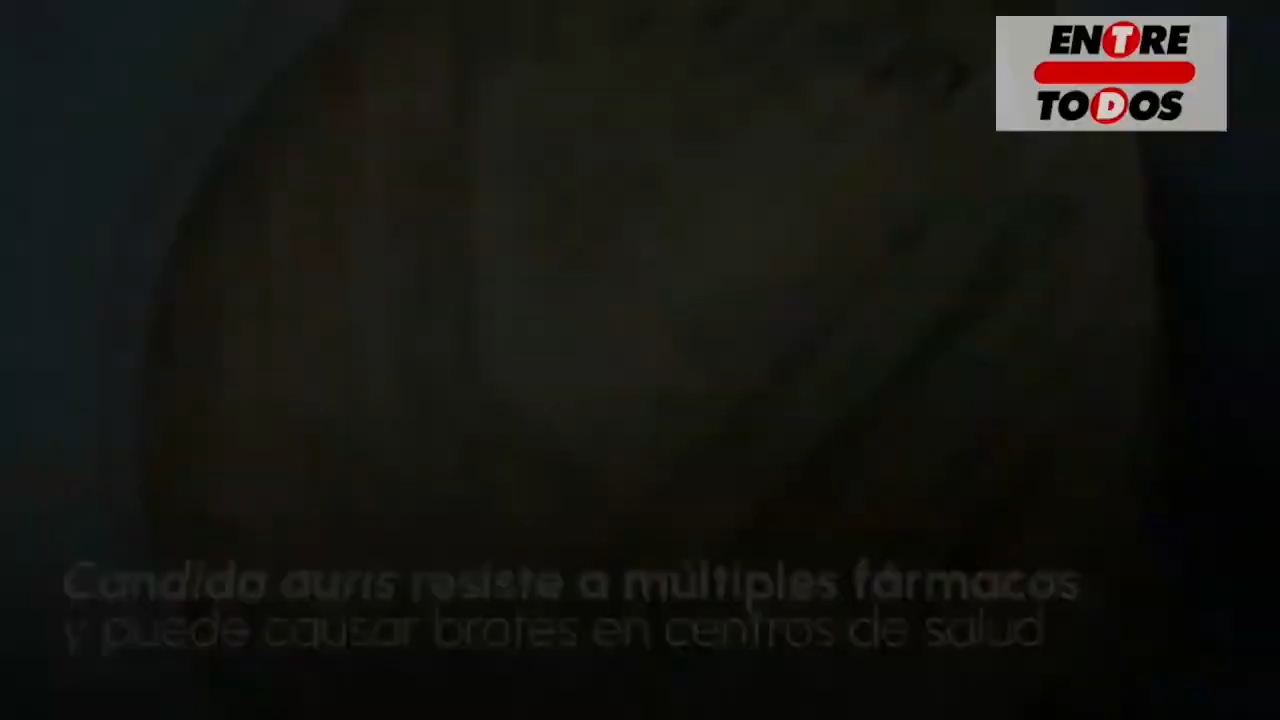 ENTRE
TODOS
Candida auris resiste a múltiples fármacos
y puede causar brotes en centros de salud